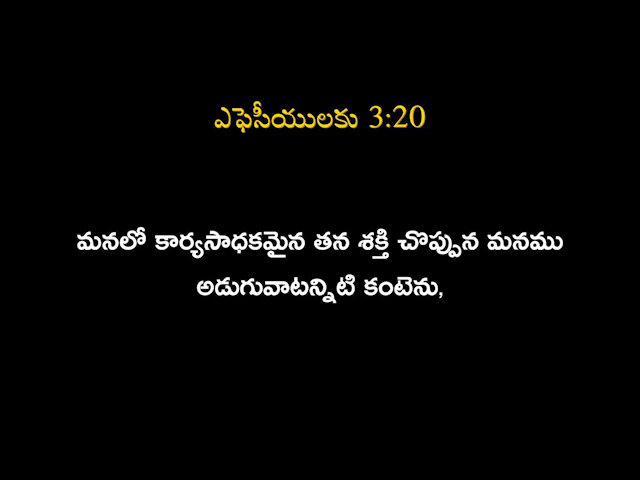 ఎఫెసీయులకు 3:20
మనలో కార్యసాధకమైన తన శక్తి చొప్పున మనము
అడుగువాటన్నిటి కంటెను,